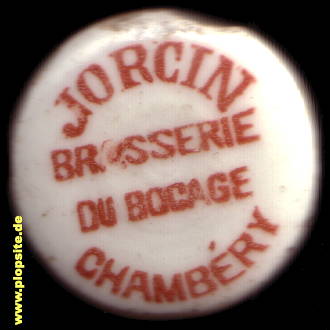 JORCIN
BRASSERIE
DU BOCAGE
CHAMBÉRY
www.plopsite.de